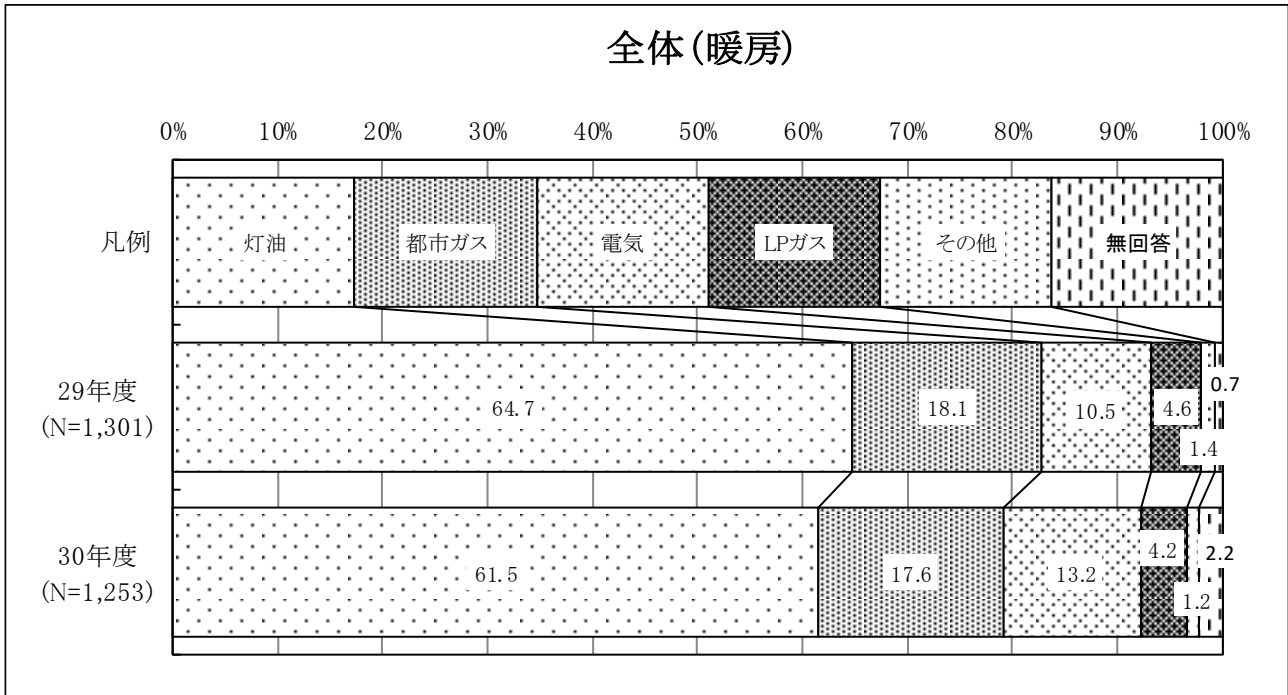 全体(暖房)
0% 10% 20% 30% 40% 50% 60% 70% 80% 90% 100%
凡例 灯油 都市ガス 電気 LPガス その他 無回答
29年度
(N=1,301)
64.7 18.1 10.5 4.6 1.4 0.7
30年度
(N=1,253)
61.5 17.6 13.2 4.2 1.2 2.2